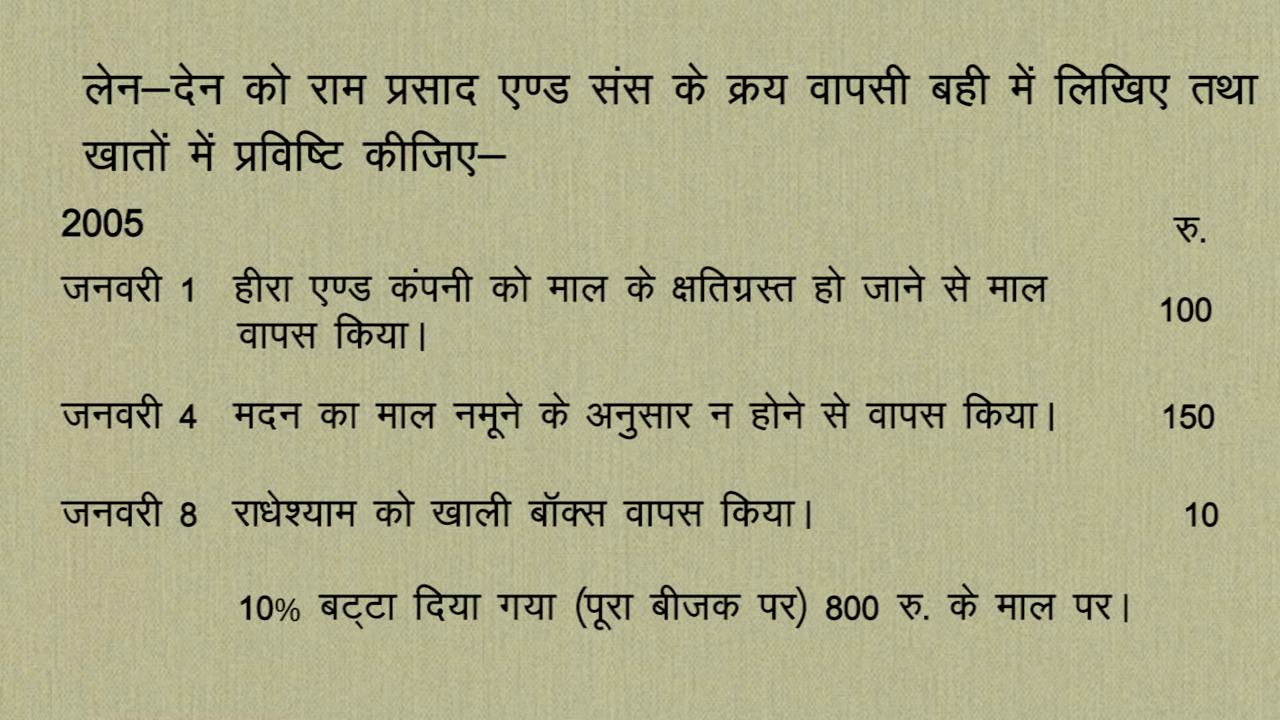 लेन–देन को राम प्रसाद एण्ड संस के क्रय वापसी बही में लिखिए तथा
खातों में प्रविष्टि कीजिए–
2005 रु.
जनवरी 1 हीरा एण्ड कंपनी को माल के क्षतिग्रस्त हो जाने से माल 100
वापस किया।
जनवरी 4 मदन का माल नमूने के अनुसार न होने से वापस किया। 150
जनवरी 8 राधेश्याम को खाली बॉक्स वापस किया। 10
10% बट्टा दिया गया (पूरा बीजक पर) 800 रु. के माल पर।